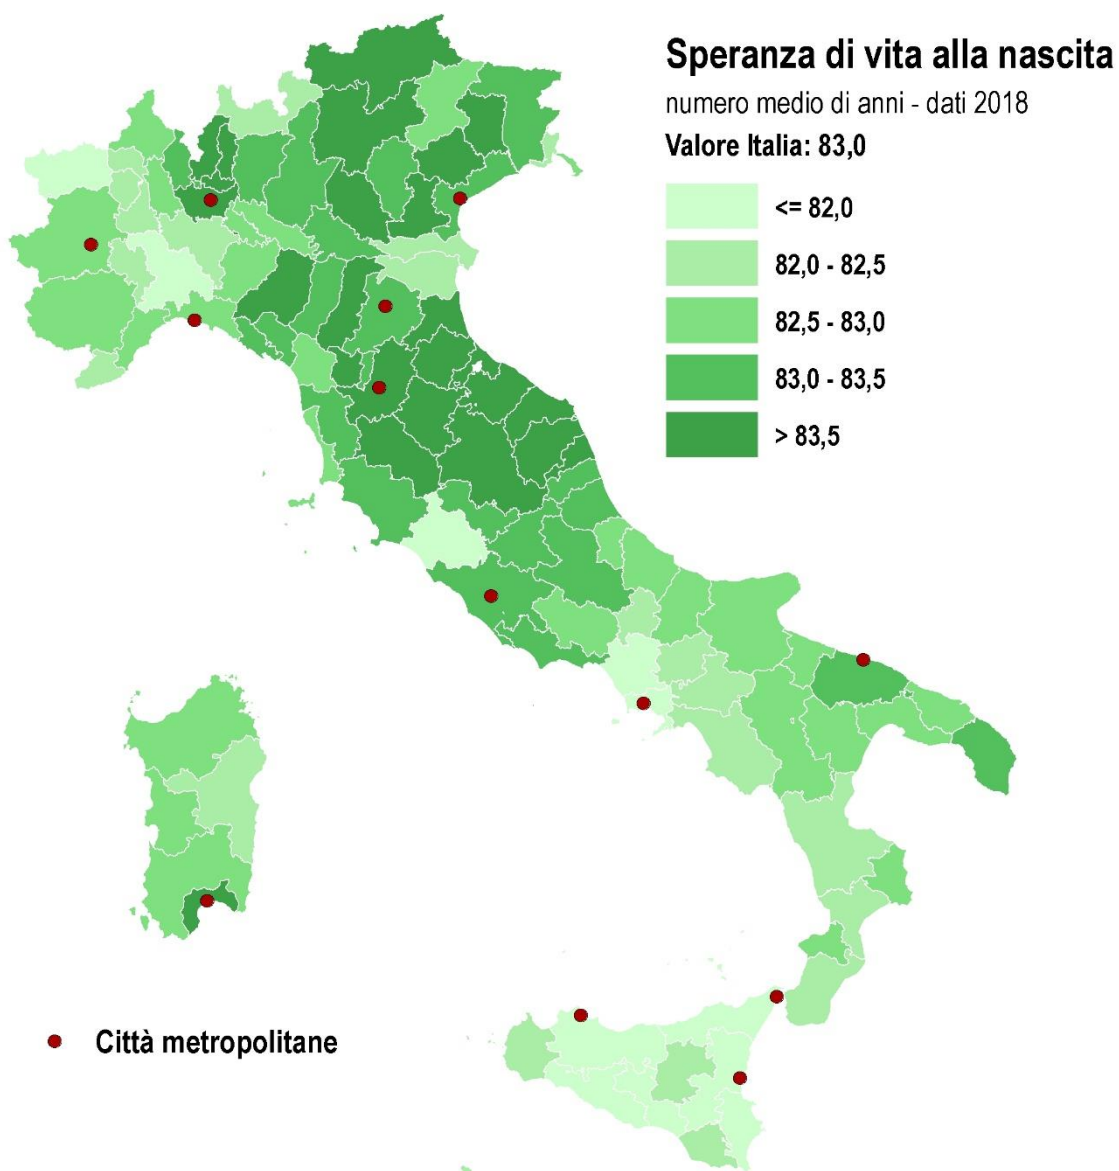 Speranza di vita alla nascita
numero medio di anni - dati 2018
Valore Italia: 83,0
<= 82,0
82,0 - 82,5
82,5 - 83,0
83,0 - 83,5
> 83,5
Città metropolitane